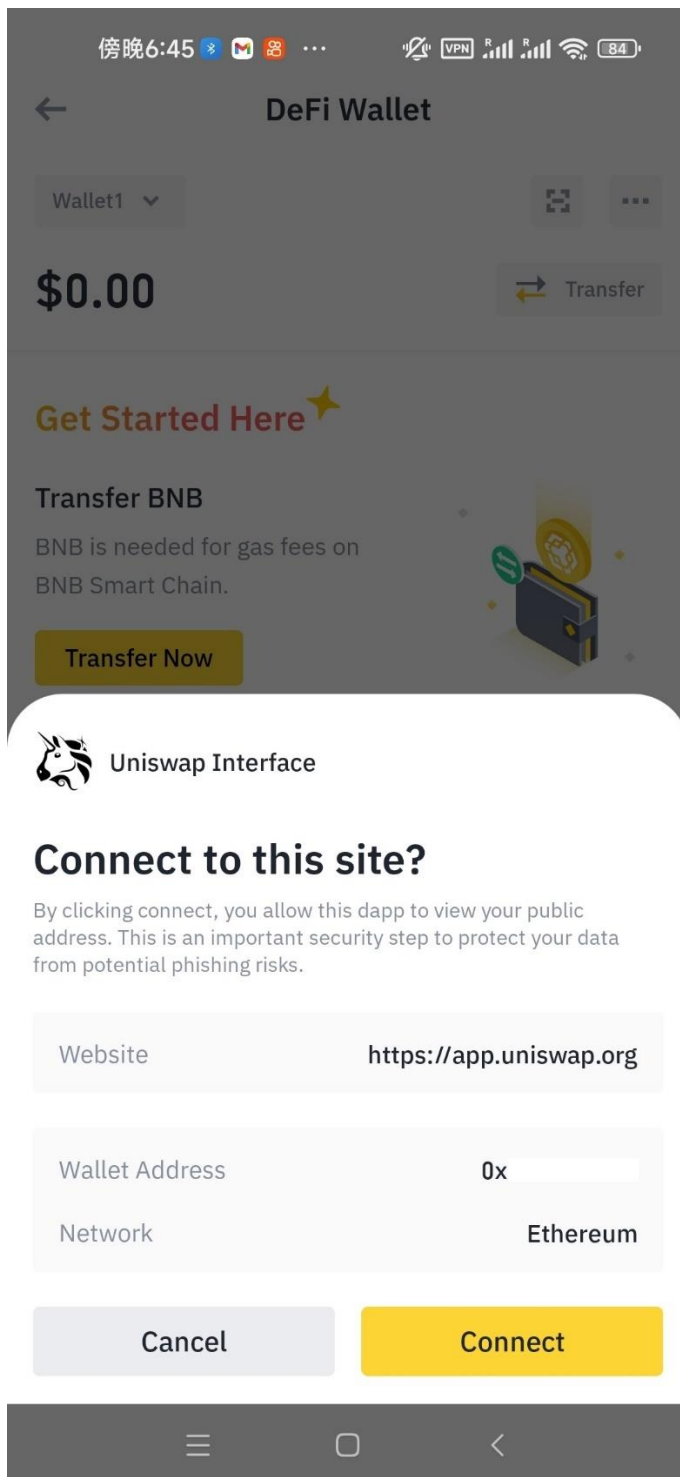 傍晚6:45 ···
VPN R R 84
DeFi Wallet
Wallet1
$0.00
Transfer
Get Started Here
Transfer BNB
BNB is needed for gas fees on
BNB Smart Chain.
Transfer Now
Uniswap Interface
Connect to this site?
By clicking connect, you allow this dapp to view your public
address. This is an important security step to protect your data
from potential phishing risks.
Website https://app.uniswap.org
Wallet Address 0x
Network Ethereum
Cancel Connect